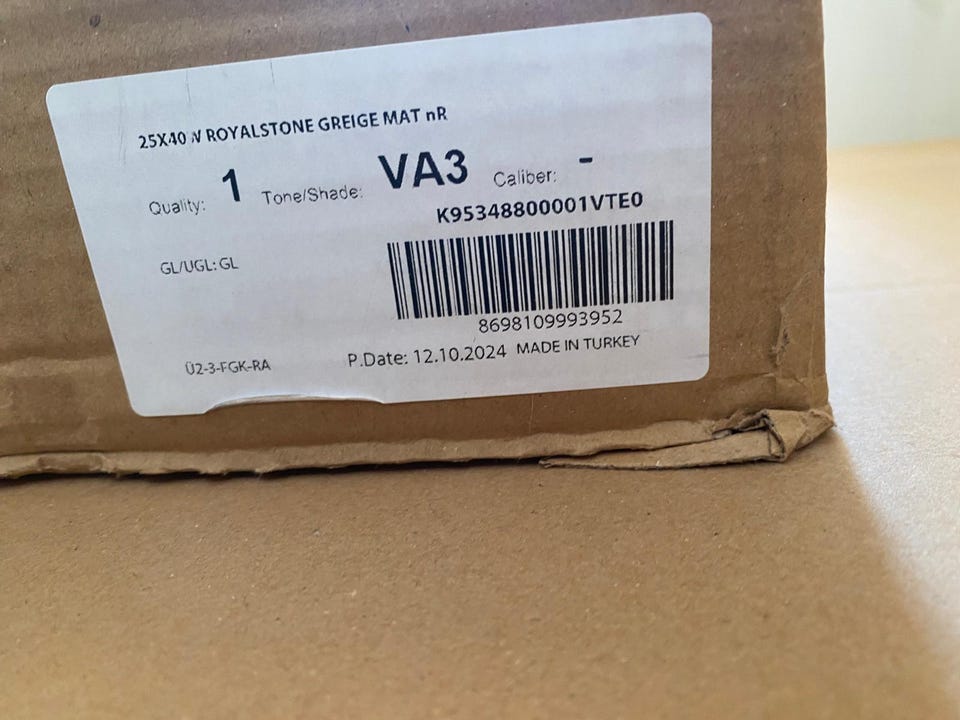 25X40 W ROYALSTONE GREIGE MAT nR
Quality: 1 Tone/Shade: VA3 Caliber: -
K95348800001VTE0
GL/UGL: GL
8698109993952
Ü2-3-FGK-RA P.Date: 12.10.2024 MADE IN TURKEY